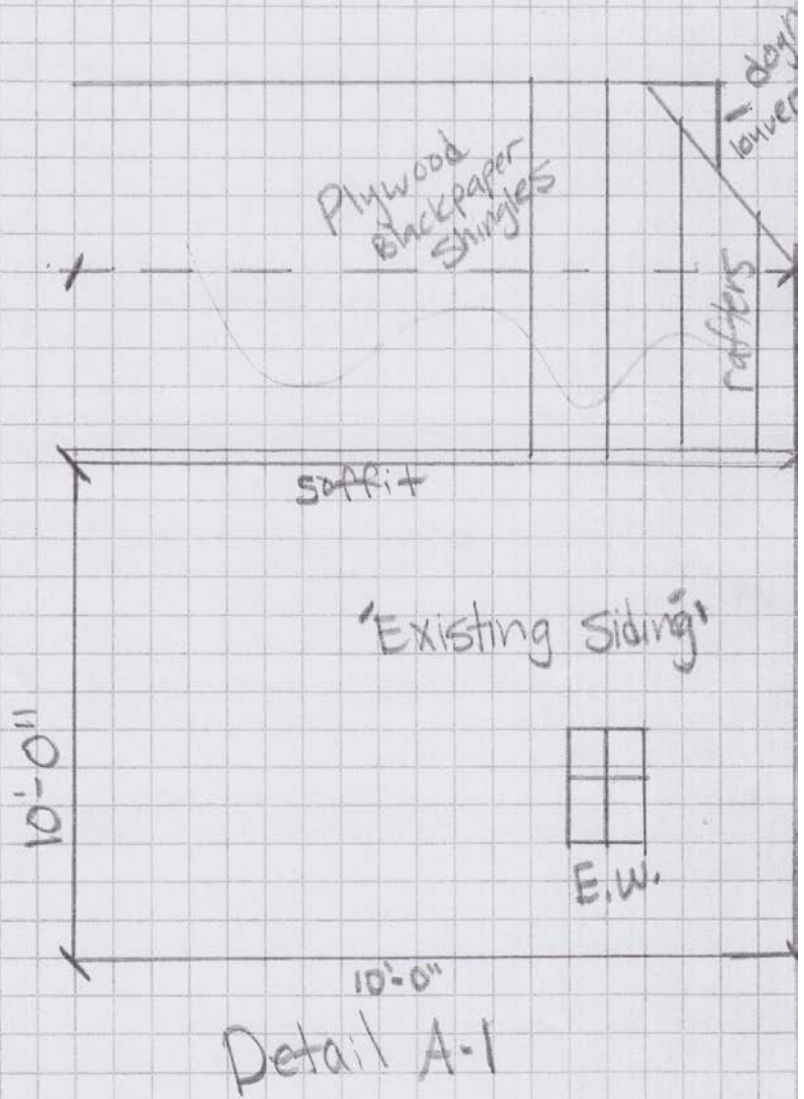 louver
Plywood
Blackpaper
Shingles
rafters
soffit
"Existing Siding"
10'-0"
E.W.
10'-0"
Detail A-1